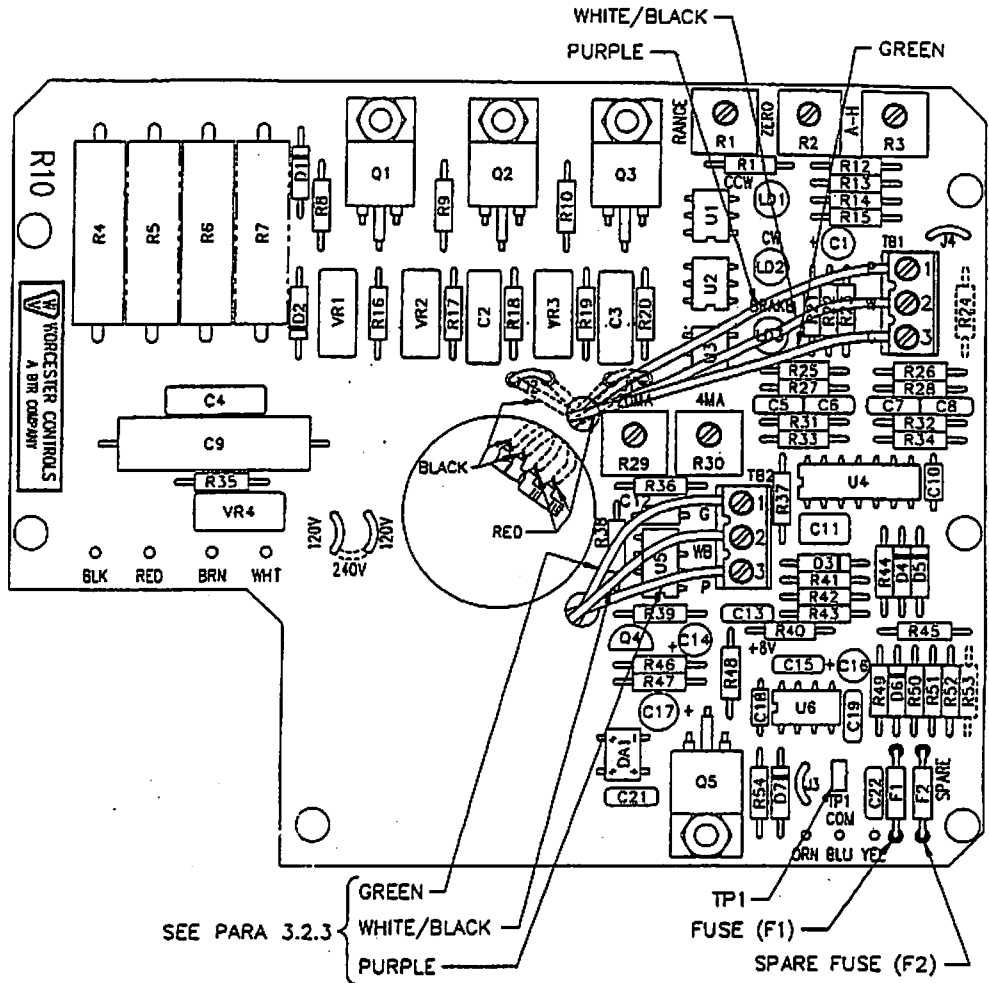 WHITE/BLACK
PURPLE
GREEN
R10
RANGE
R1
ZERO
R2
A-H
R3
Q1
Q2
Q3
D1
R8
R9
R10
R4
R5
R6
R7
R1
CCW
R12
R13
R14
R15
U1
LD1
CW
+
C1
TB1
J4
U2
LD2
BRAKE
LD3
U3
1
2
3
W
R24
R21
R22
R23
D2
VR1
R16
VR2
R17
C2
R18
VR3
R19
C3
R20
WORCESTER CONTROLS
A BTR COMPANY
R25
R27
R26
R28
C5
C6
C7
C8
R31
R33
R32
R34
C4
C9
R35
VR4
BLACK
RED
20MA
4MA
R29
R30
TB2
R36
R37
U4
C10
C11
C12
R38
U5
G
WB
P
1
2
3
120V
120V
240V
BLK
RED
BRN
WHT
D3
R41
R42
R43
R44
D4
D5
R39
C13
R40
R45
Q4
+
C14
+8V
R46
R47
R48
C15
+
C16
C17
+
C18
U6
C19
R49
D6
R50
R51
R52
R53
DA1
C21
Q5
R54
D7
J3
TP1
COM
C22
F1
F2
SPARE
ORN
BLU
YEL
SEE PARA 3.2.3
GREEN
WHITE/BLACK
PURPLE
TP1
FUSE (F1)
SPARE FUSE (F2)